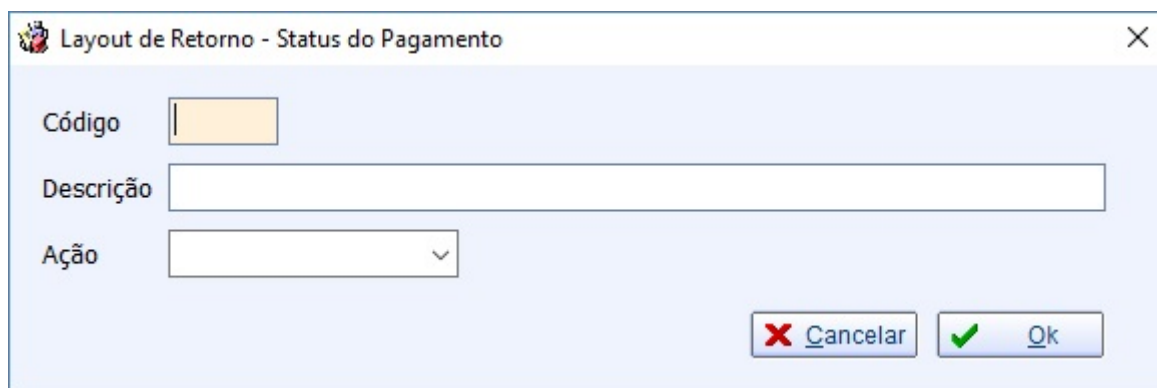 Layout de Retorno - Status do Pagamento
Código
Descrição
Ação
Cancelar Ok